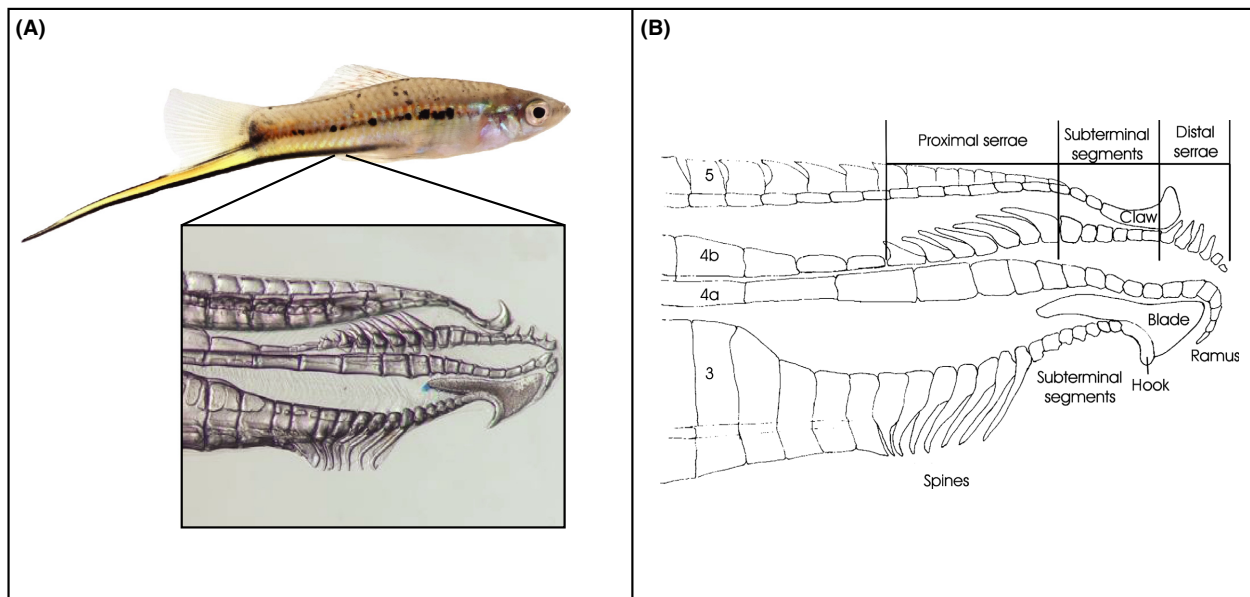 (A)
(B)
Proximal serrae
Subterminal
segments
Distal
serrae
5
Claw
4b
4a
Blade
3
Ramus
Subterminal
segments
Hook
Spines